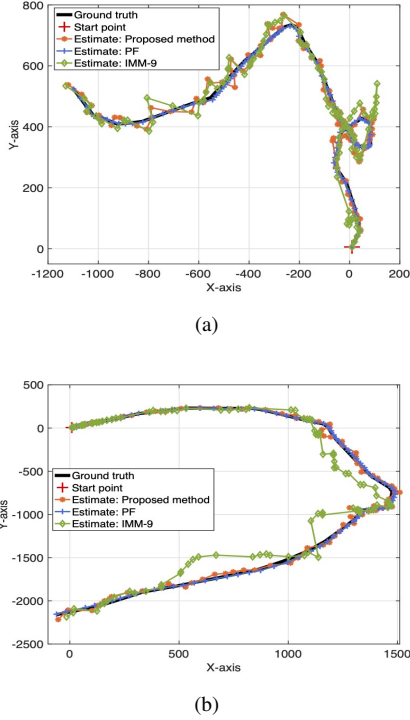 800
600
400
200
0
Y-axis
Ground truth
Start point
Estimate: Proposed method
Estimate: PF
Estimate: IMM-9
-1200 -1000 -800 -600 -400 -200 0 200
X-axis
(a)
500
0
-500
-1000
-1500
-2000
-2500
Y-axis
Ground truth
Start point
Estimate: Proposed method
Estimate: PF
Estimate: IMM-9
0 500 1000 1500
X-axis
(b)